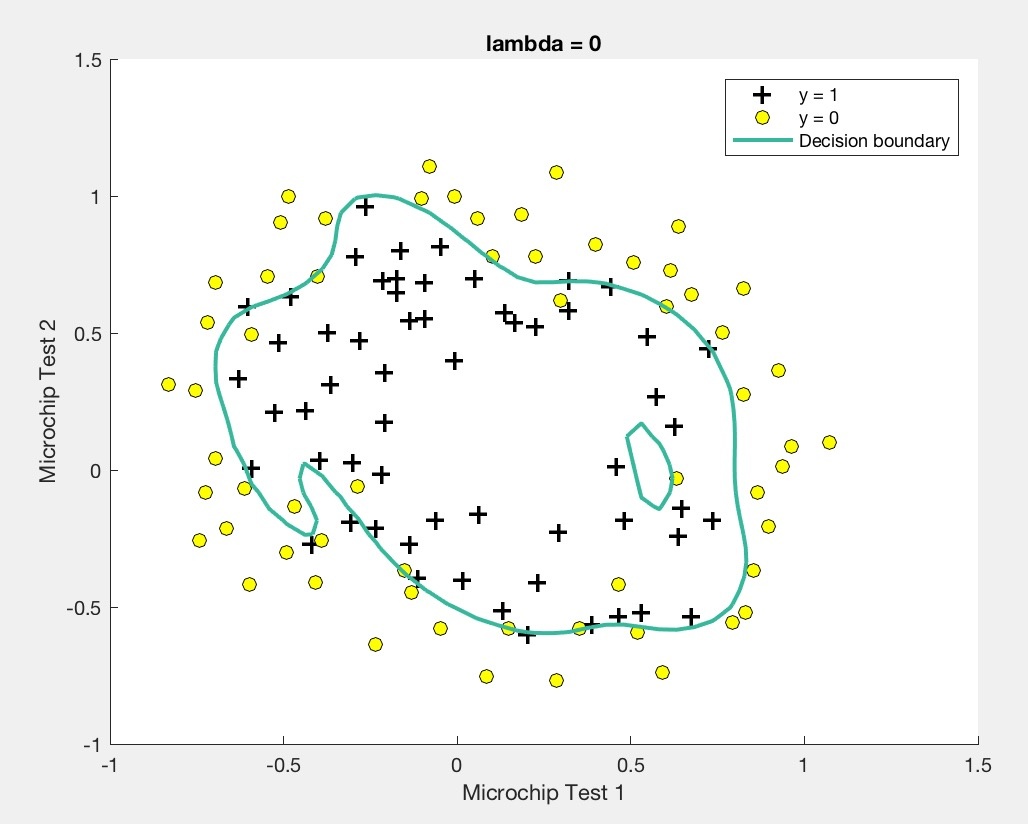 lambda = 0
1.5
1
0.5
0
-0.5
-1
Microchip Test 2
-1
-0.5
0
0.5
1
1.5
Microchip Test 1
y = 1
y = 0
Decision boundary